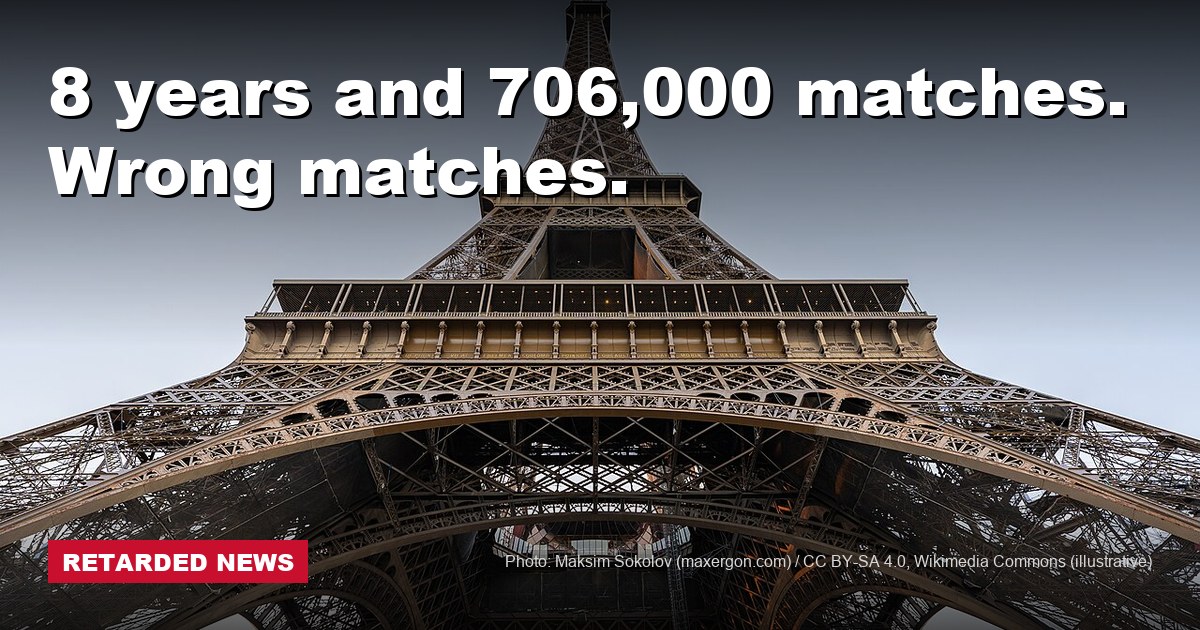 8 years and 706,000 matches.
Wrong matches.
RETARDED NEWS
Photo: Maksim Sokolov (maxergon.com) / CC BY-SA 4.0, Wikimedia Commons (illustrative)